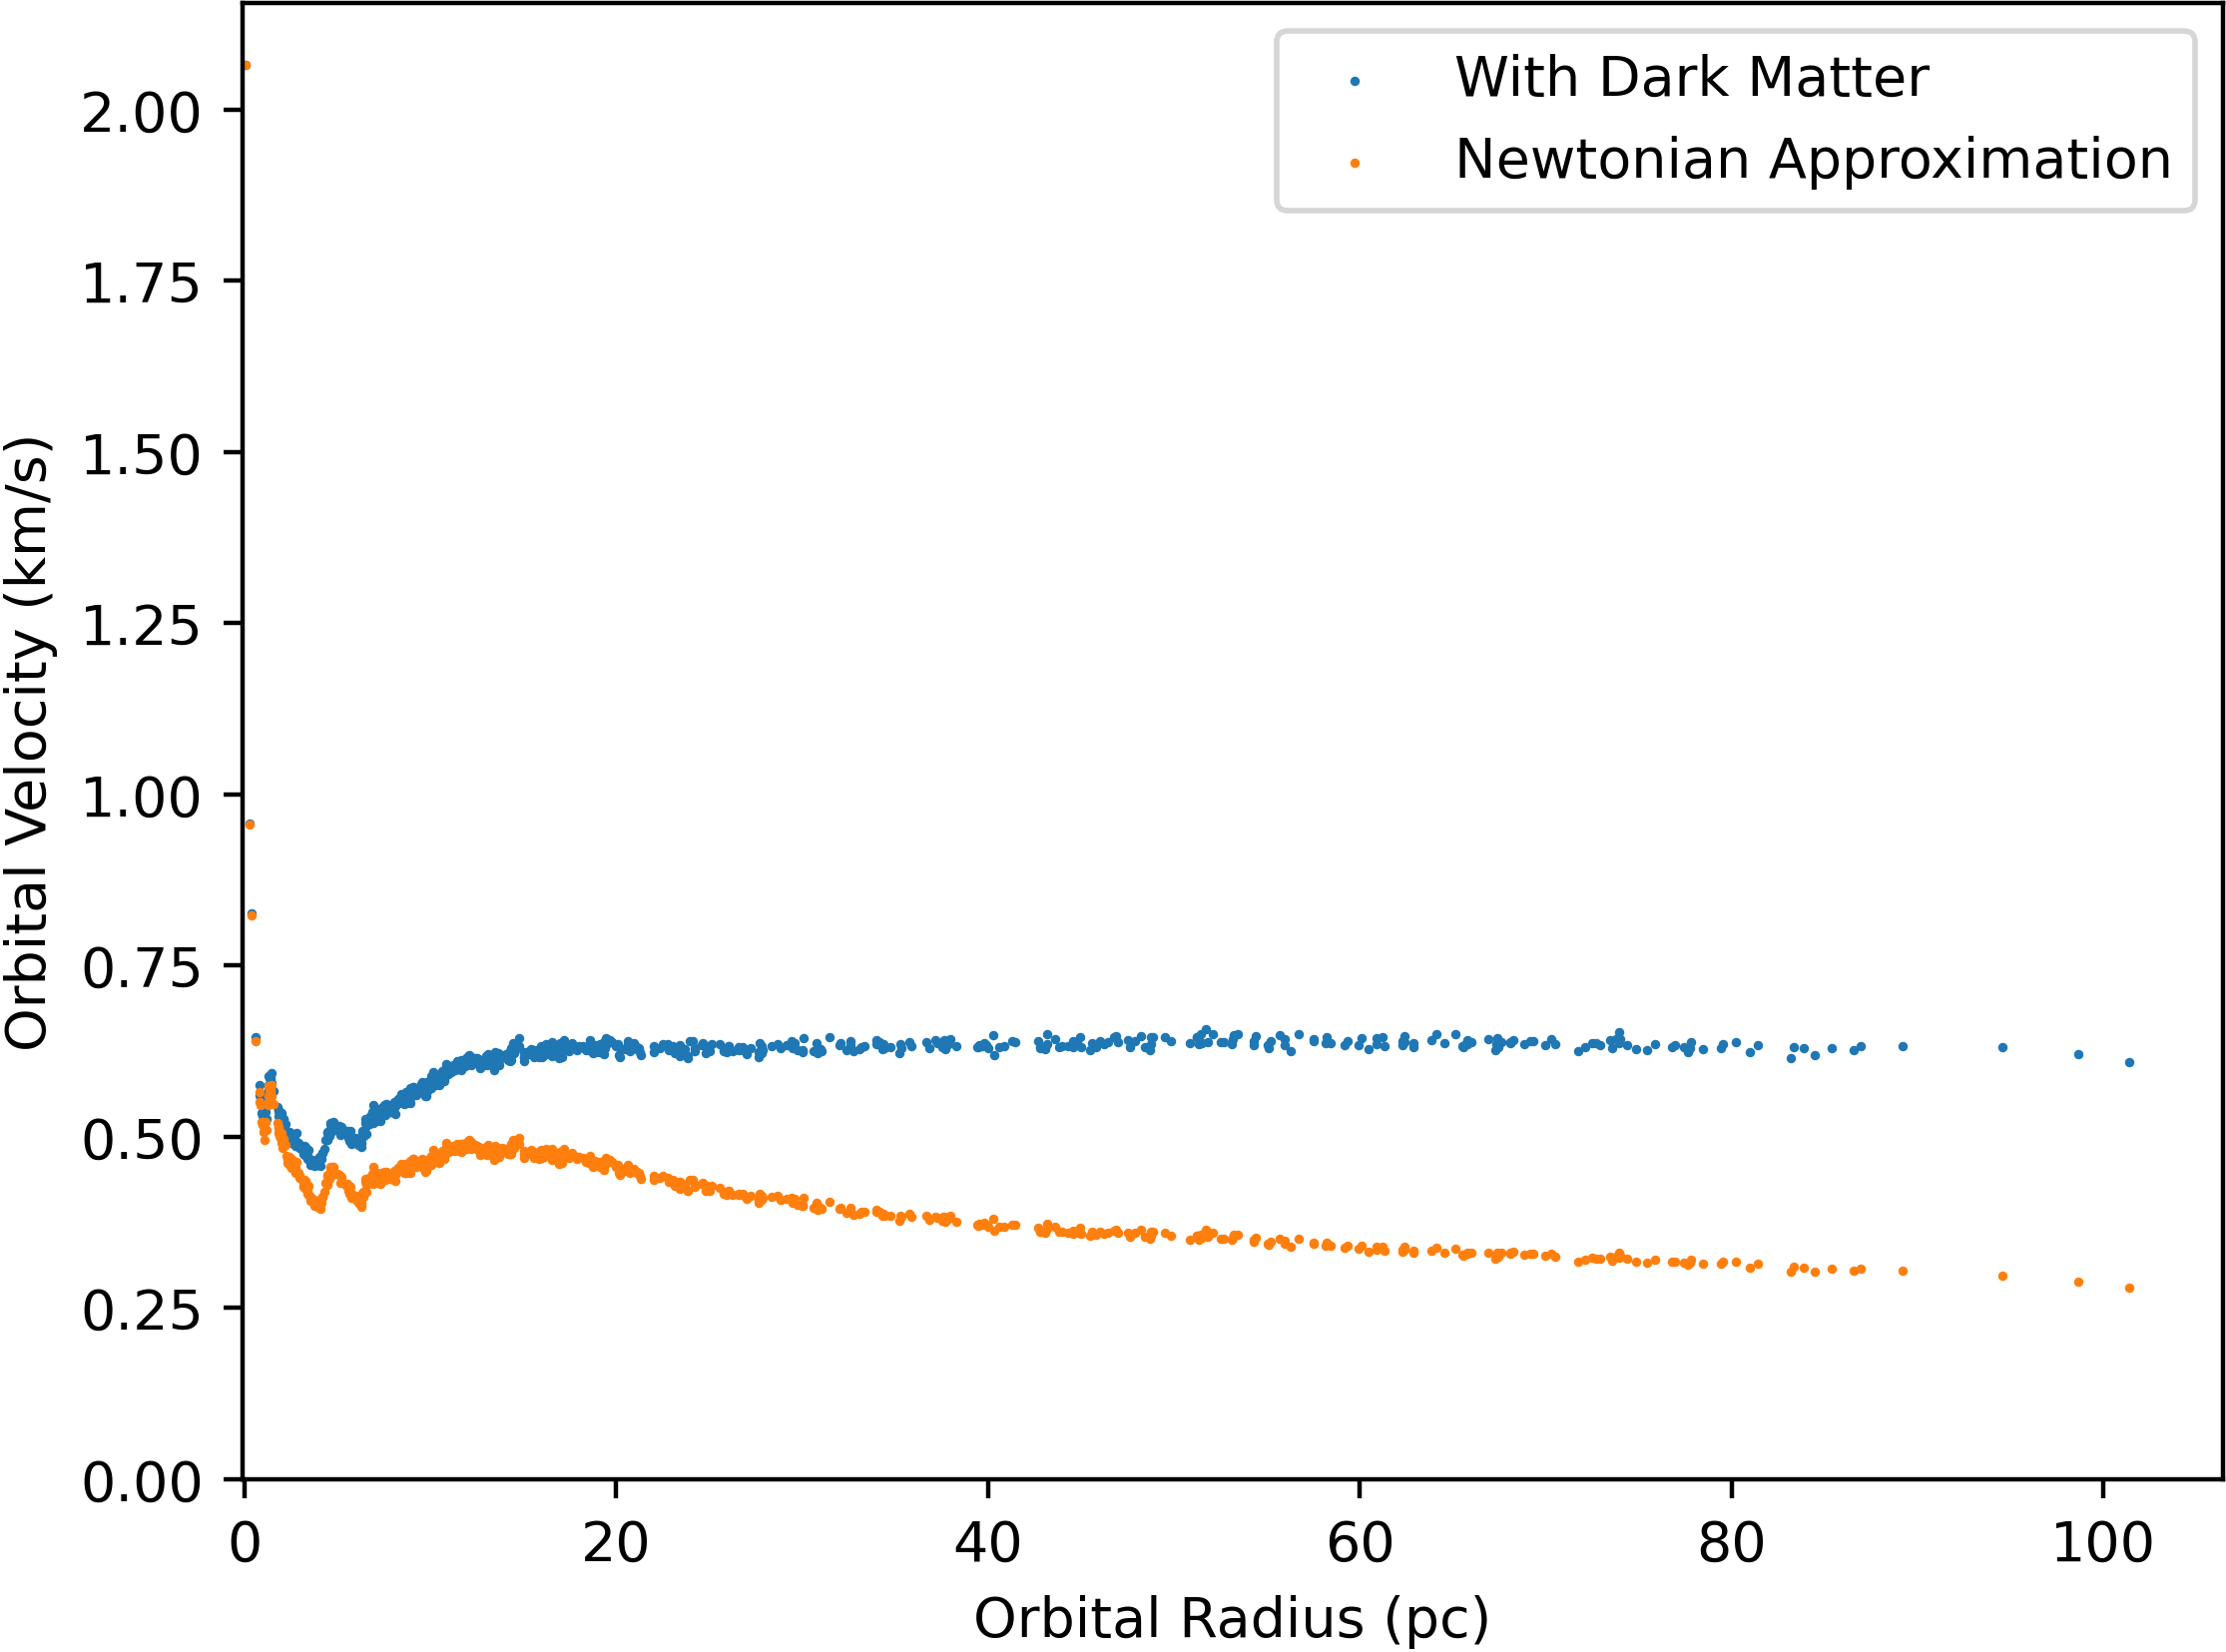 With Dark Matter
Newtonian Approximation
Orbital Velocity (km/s)
2.00
1.75
1.50
1.25
1.00
0.75
0.50
0.25
0.00
0 20 40 60 80 100
Orbital Radius (pc)